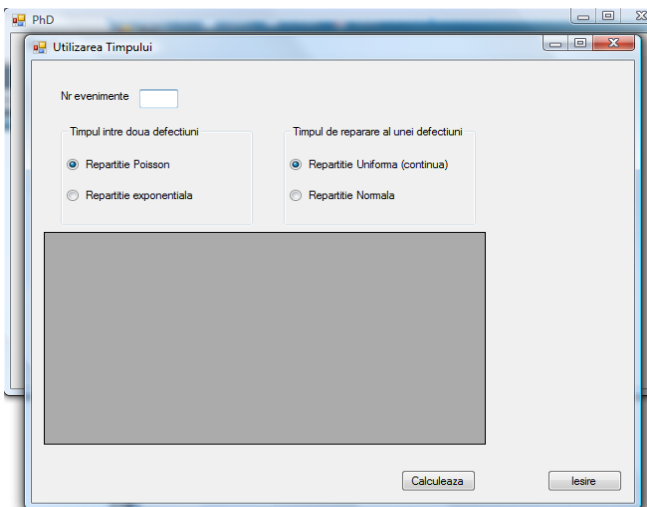 PhD
Utilizarea Timpului
Nr evenimente
Timpul intre doua defectiuni
Timpul de reparare al unei defectiuni
Repartitie Poisson
Repartitie Uniforma (continua)
Repartitie exponentiala
Repartitie Normala
Calculeaza
Iesire